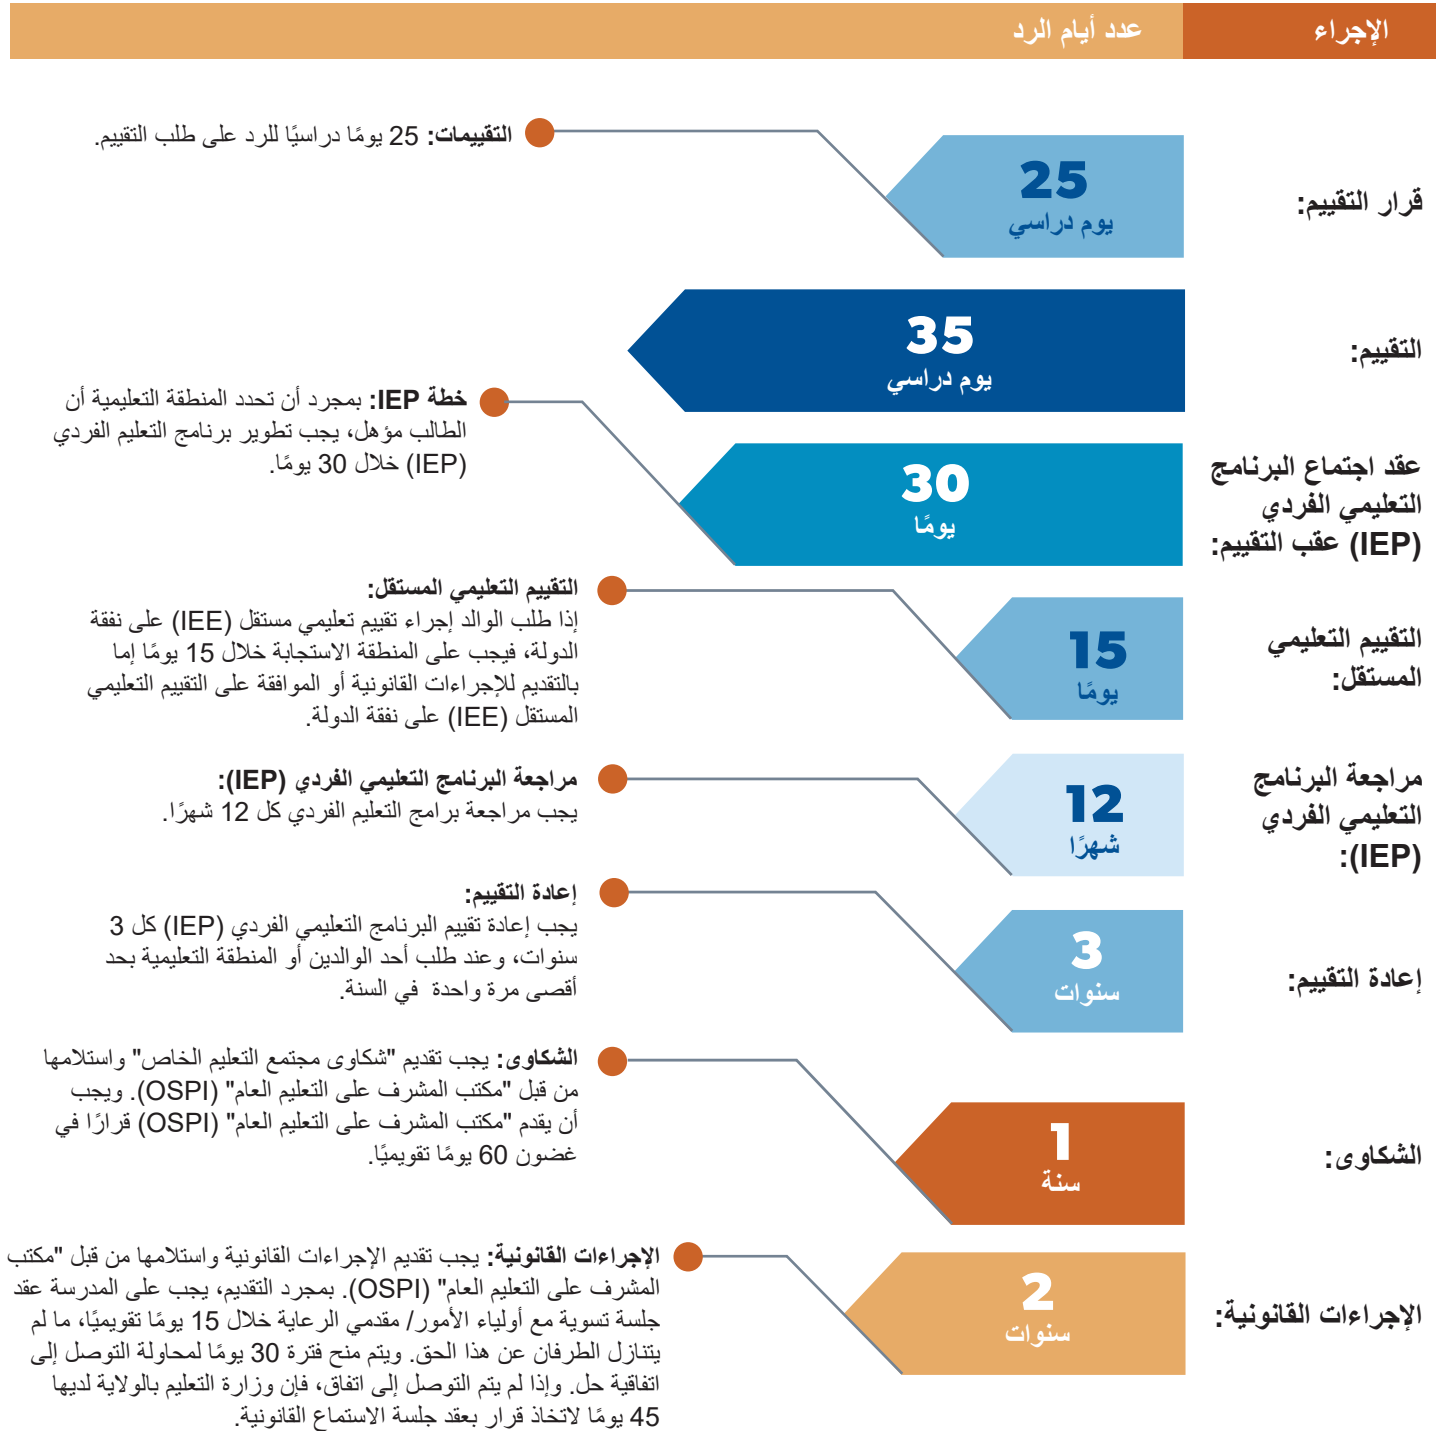 الإجراء
عدد أيام الرد
قرار التقييم:
25
يوم دراسي
التقييمات: 25 يومًا دراسيًا للرد على طلب التقييم.
التقييم:
35
يوم دراسي
عقد اجتماع البرنامج
التعليمي الفردي
(IEP) عقب التقييم:
30
يومًا
خطة IEP: بمجرد أن تحدد المنطقة التعليمية أن
الطالب مؤهل، يجب تطوير برنامج التعليم الفردي
(IEP) خلال 30 يومًا.
التقييم التعليمي
المستقل:
15
يومًا
التقييم التعليمي المستقل:
إذا طلب الوالد إجراء تقييم تعليمي مستقل (IEE) على نفقة
الدولة، فيجب على المنطقة الاستجابة خلال 15 يومًا إما
بالتقديم للإجراءات القانونية أو الموافقة على التقييم التعليمي
المستقل (IEE) على نفقة الدولة.
مراجعة البرنامج
التعليمي الفردي
(IEP):
12
شهرًا
مراجعة البرنامج التعليمي الفردي (IEP):
يجب مراجعة برامج التعليم الفردي كل 12 شهرًا.
إعادة التقييم:
3
سنوات
إعادة التقييم:
يجب إعادة تقييم البرنامج التعليمي الفردي (IEP) كل 3
سنوات، وعند طلب أحد الوالدين أو المنطقة التعليمية بحد
أقصى مرة واحدة في السنة.
الشكاوى:
1
سنة
الشكاوى: يجب تقديم "شكاوى مجتمع التعليم الخاص" واستلامها
من قبل "مكتب المشرف على التعليم العام" (OSPI). ويجب
أن يقدم "مكتب المشرف على التعليم العام" (OSPI) قرارًا في
غضون 60 يومًا تقويميًا.
الإجراءات القانونية:
2
سنوات
الإجراءات القانونية: يجب تقديم الإجراءات القانونية واستلامها من قبل "مكتب
المشرف على التعليم العام" (OSPI). بمجرد التقديم، يجب على المدرسة عقد
جلسة تسوية مع أولياء الأمور/ مقدمي الرعاية خلال 15 يومًا تقويميًا، ما لم
يتنازل الطرفان عن هذا الحق. ويتم منح فترة 30 يومًا لمحاولة التوصل إلى
اتفاقية حل. وإذا لم يتم التوصل إلى اتفاق، فإن وزارة التعليم بالولاية لديها
45 يومًا لاتخاذ قرار بعقد جلسة الاستماع القانونية.